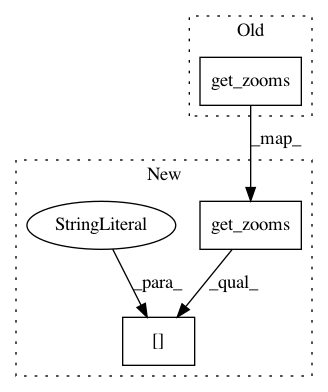 Old
get_zooms
_map_
New
StringLiteral
get_zooms
_para_
_qual_
[]